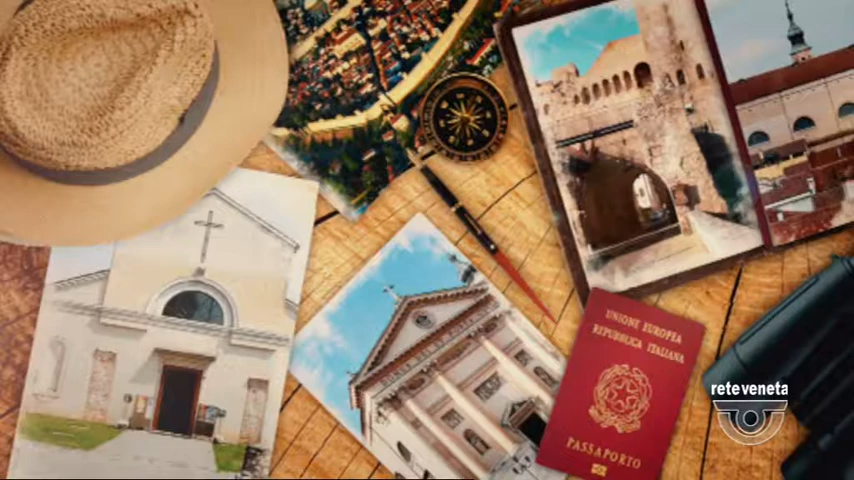 UNIONE EUROPEA
REPUBBLICA ITALIANA
PASSAPORTO
reteveneta